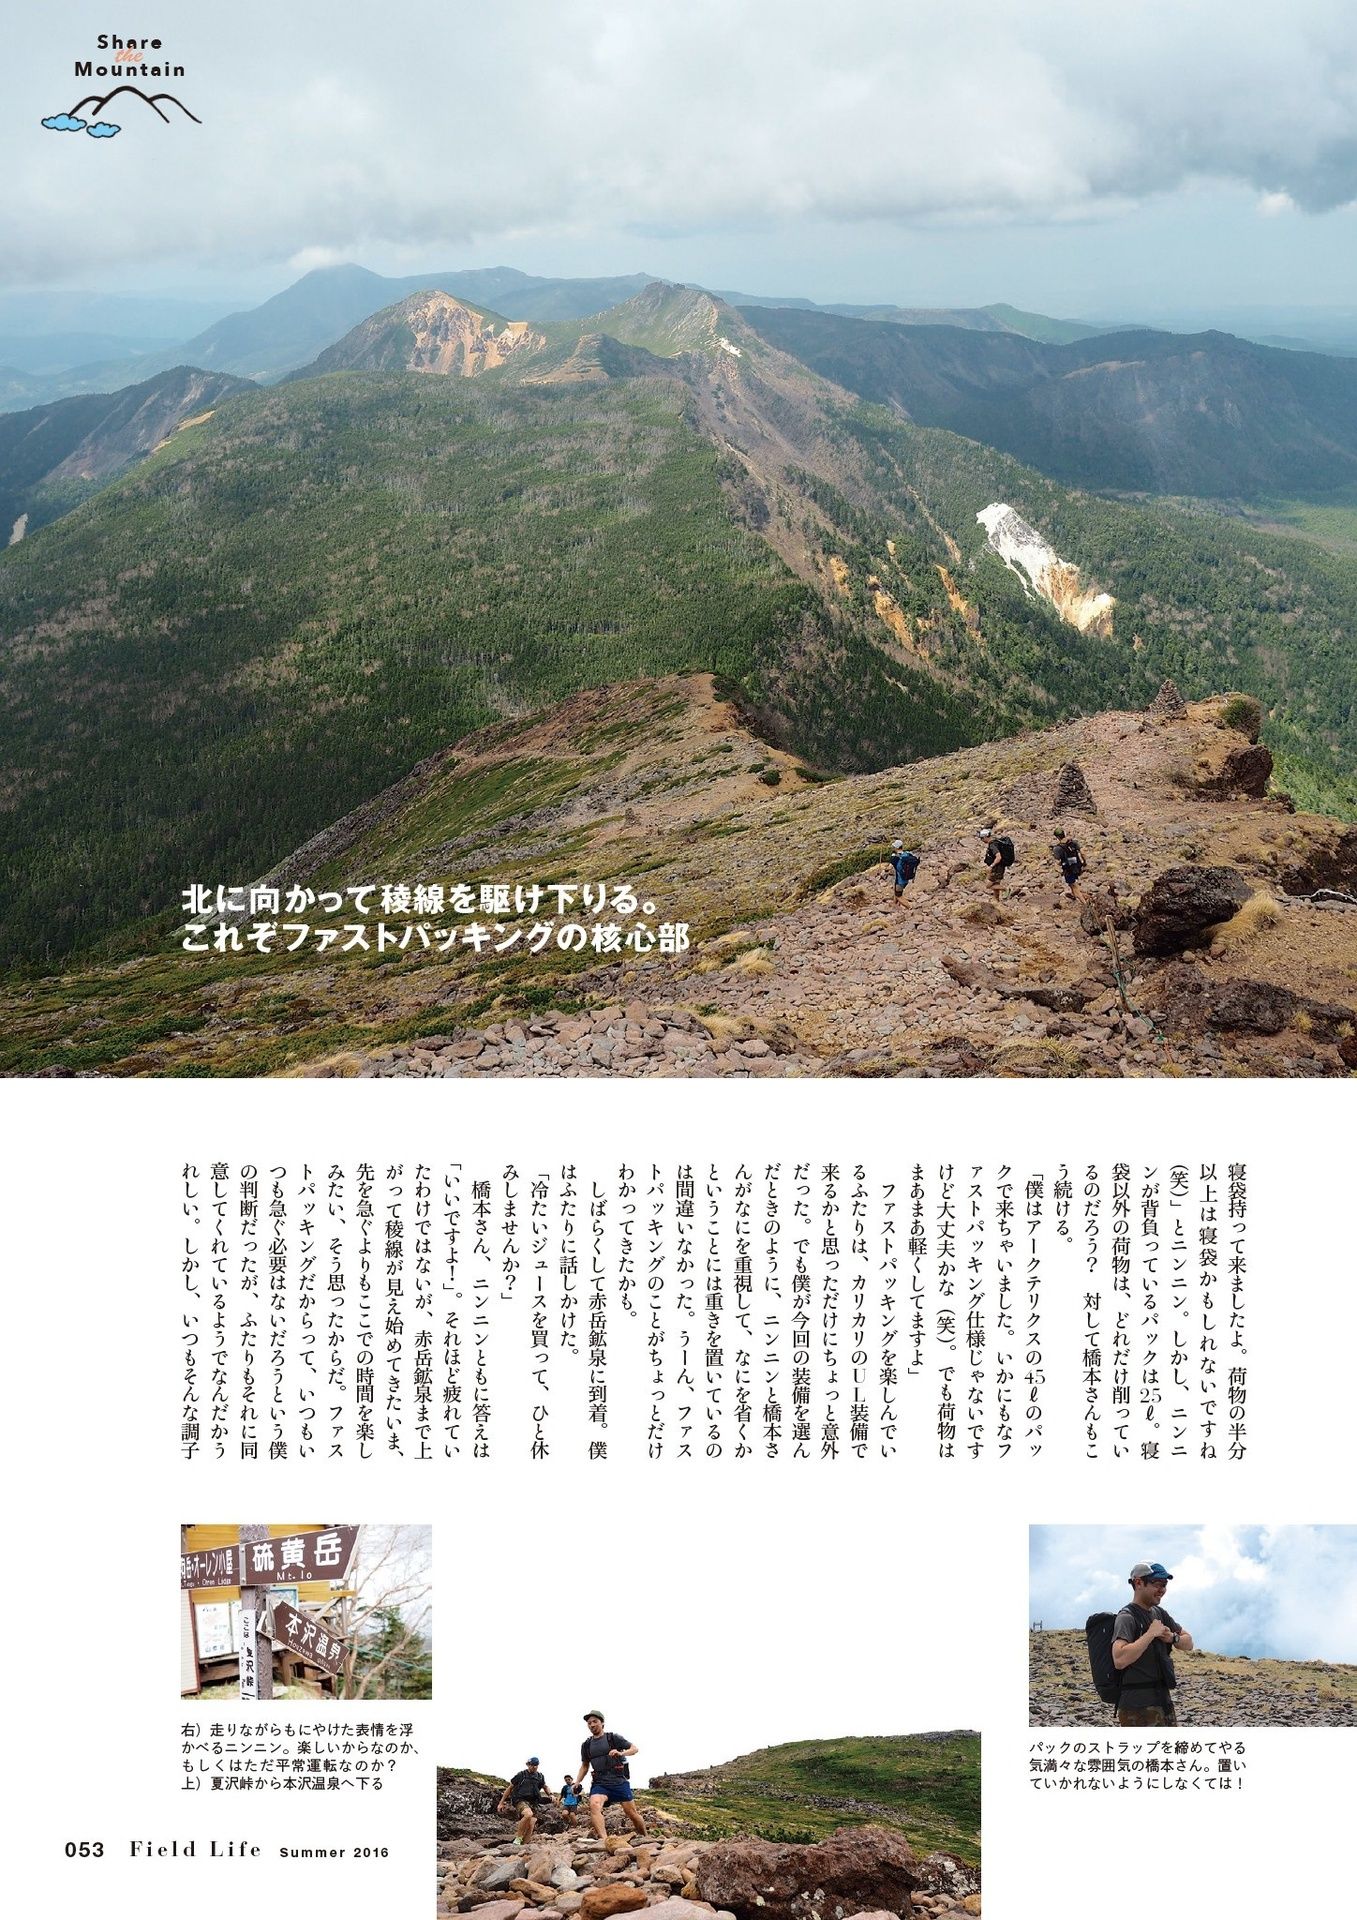 Share
the
Mountain
北に向かって稜線を駆け下りる。
これぞファストパッキングの核心部
寝袋持って来ましたよ。荷物の半分
以上は寝袋かもしれないですね
（笑）」とニンニン。しかし、ニンニ
ンが背負っているパックは25ℓ。寝
袋以外の荷物は、どれだけ削ってい
るのだろう？　対して橋本さんもこ
う続ける。
「僕はアークテリクスの45ℓのパッ
クで来ちゃいました。いかにもなフ
ァストパッキング仕様じゃないです
けど大丈夫かな（笑）。でも荷物は
まあまあ軽くしてますよ」
ファストパッキングを楽しんでい
るふたりは、カリカリのUL装備で
来るかと思っただけにちょっと意外
だった。でも僕が今回の装備を選ん
だときのように、ニンニンと橋本さ
んがなにを重視して、なにを省くか
ということには重きを置いているの
は間違いなかった。うーん、ファス
トパッキングのことがちょっとだけ
わかってきたかも。
しばらくして赤岳鉱泉に到着。僕
はふたりに話しかけた。
「冷たいジュースを買って、ひと休
みしませんか？」
橋本さん、ニンニンともに答えは
「いいですよ！」。それほど疲れてい
たわけではないが、赤岳鉱泉まで上
がって稜線が見え始めてきたいま、
先を急ぐよりもここでの時間を楽し
みたい、そう思ったからだ。ファス
トパッキングだからって、いつもい
つも急ぐ必要はないだろうという僕
の判断だったが、ふたりもそれに同
意してくれているようでなんだかう
れしい。しかし、いつもそんな調子
岳・オーレン小屋
Oren Lodge
硫黄岳
Mt. Io
本沢温泉
ここは
夏沢峠
右）走りながらもにやけた表情を浮
かべるニンニン。楽しいからなのか、
もしくはただ平常運転なのか？
上）夏沢峠から本沢温泉へ下る
パックのストラップを締めてやる
気満々な雰囲気の橋本さん。置い
ていかれないようにしなくては！
053 Field Life Summer 2016